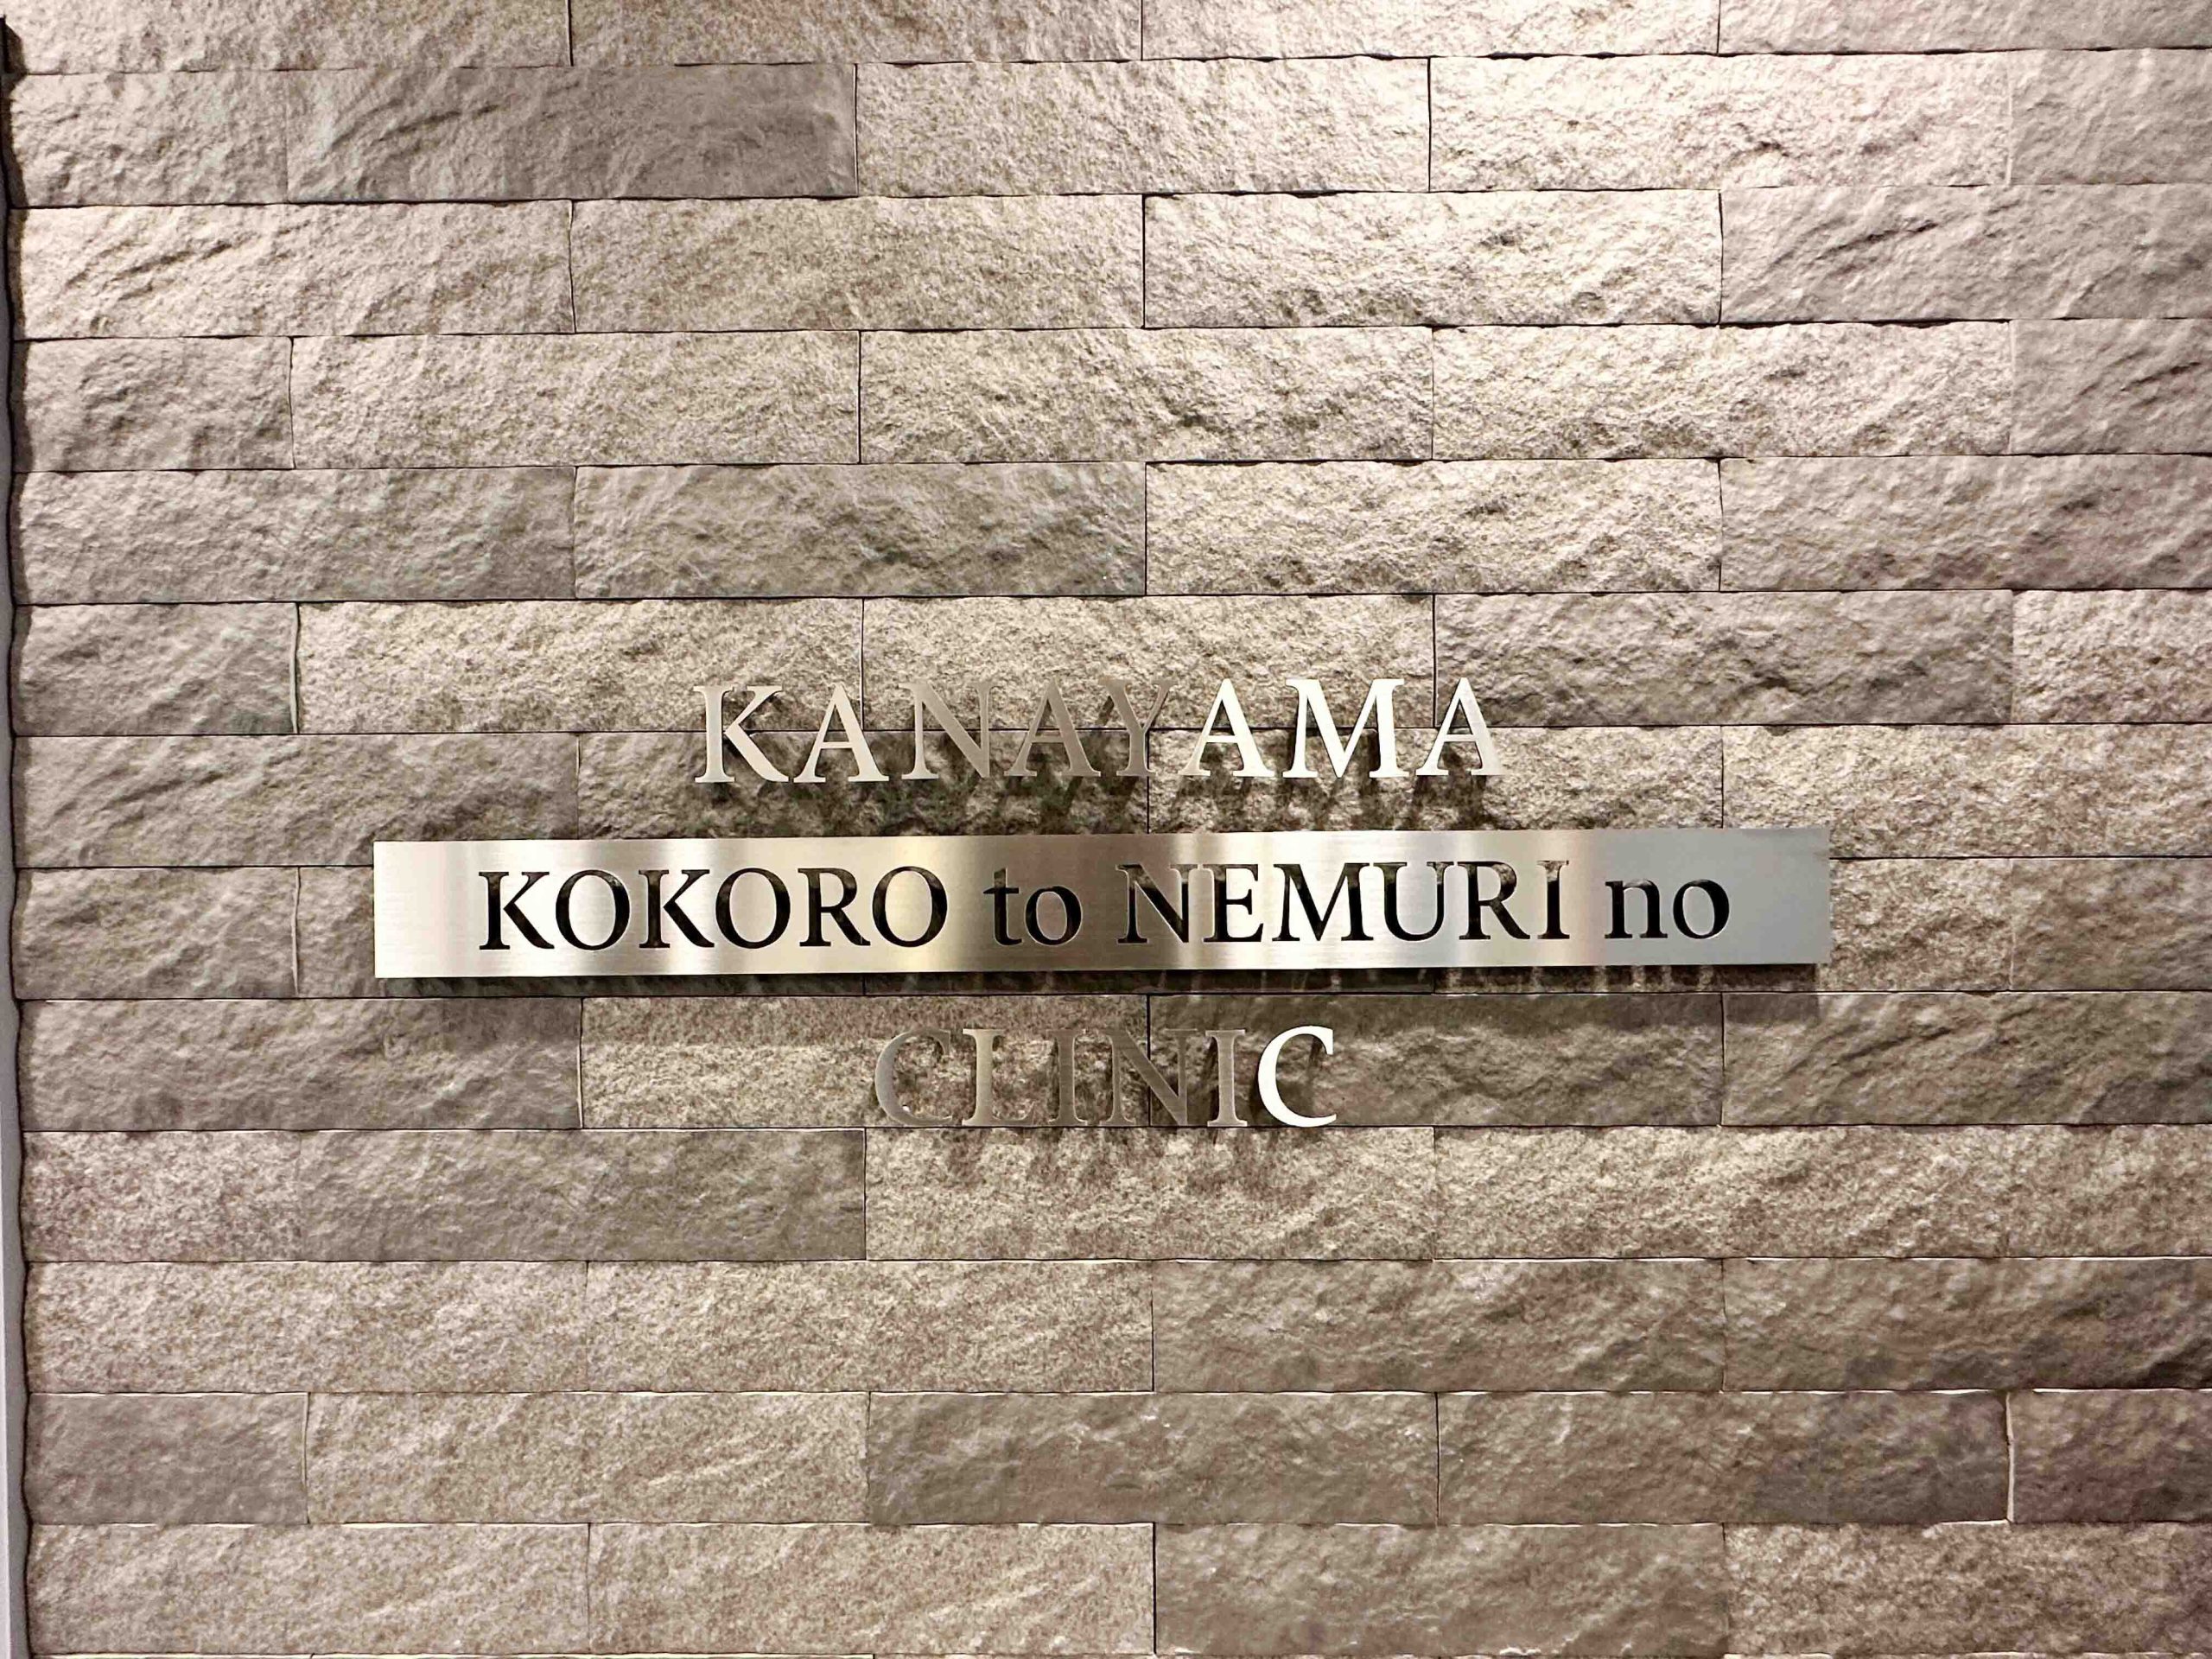 KANAYAMA
KOKORO to NEMURI no
CLINIC